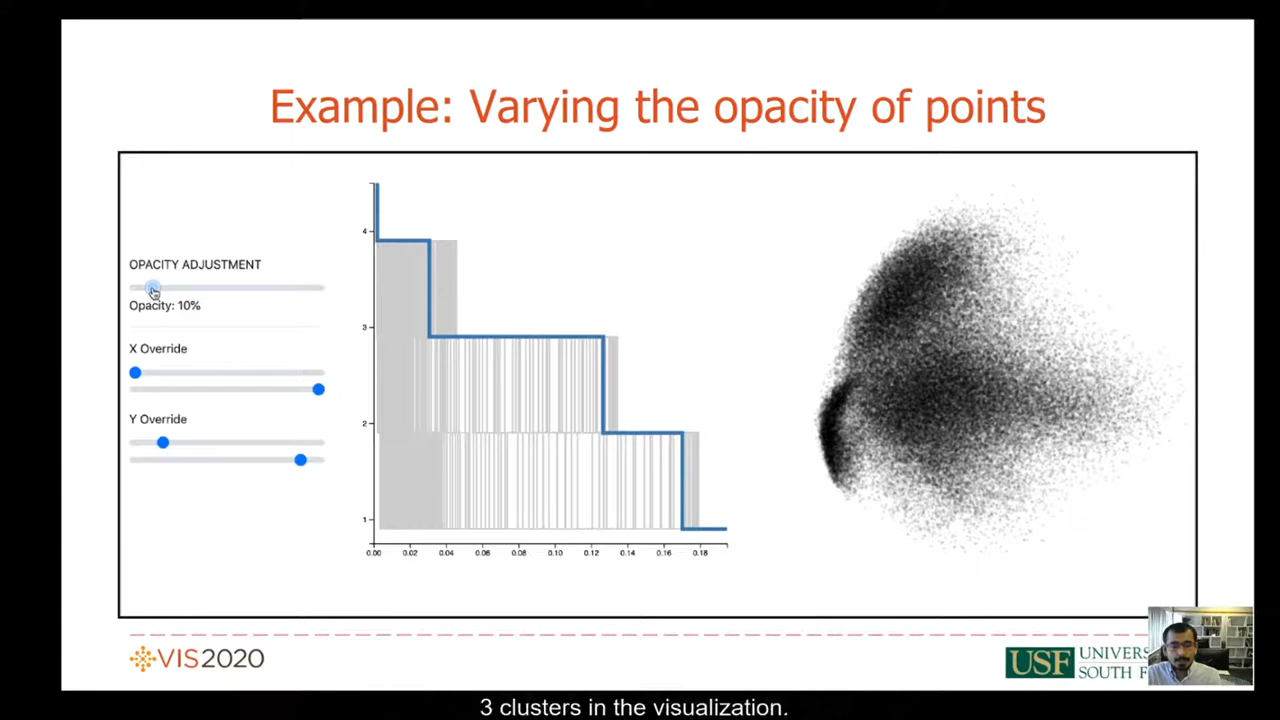 Example: Varying the opacity of points
OPACITY ADJUSTMENT
Opacity: 10%
X Override
Y Override
4
3
2
1
0.00 0.02 0.04 0.06 0.08 0.10 0.12 0.14 0.16 0.18
VIS2020
USF UNIVERS
SOUTH F
3 clusters in the visualization.